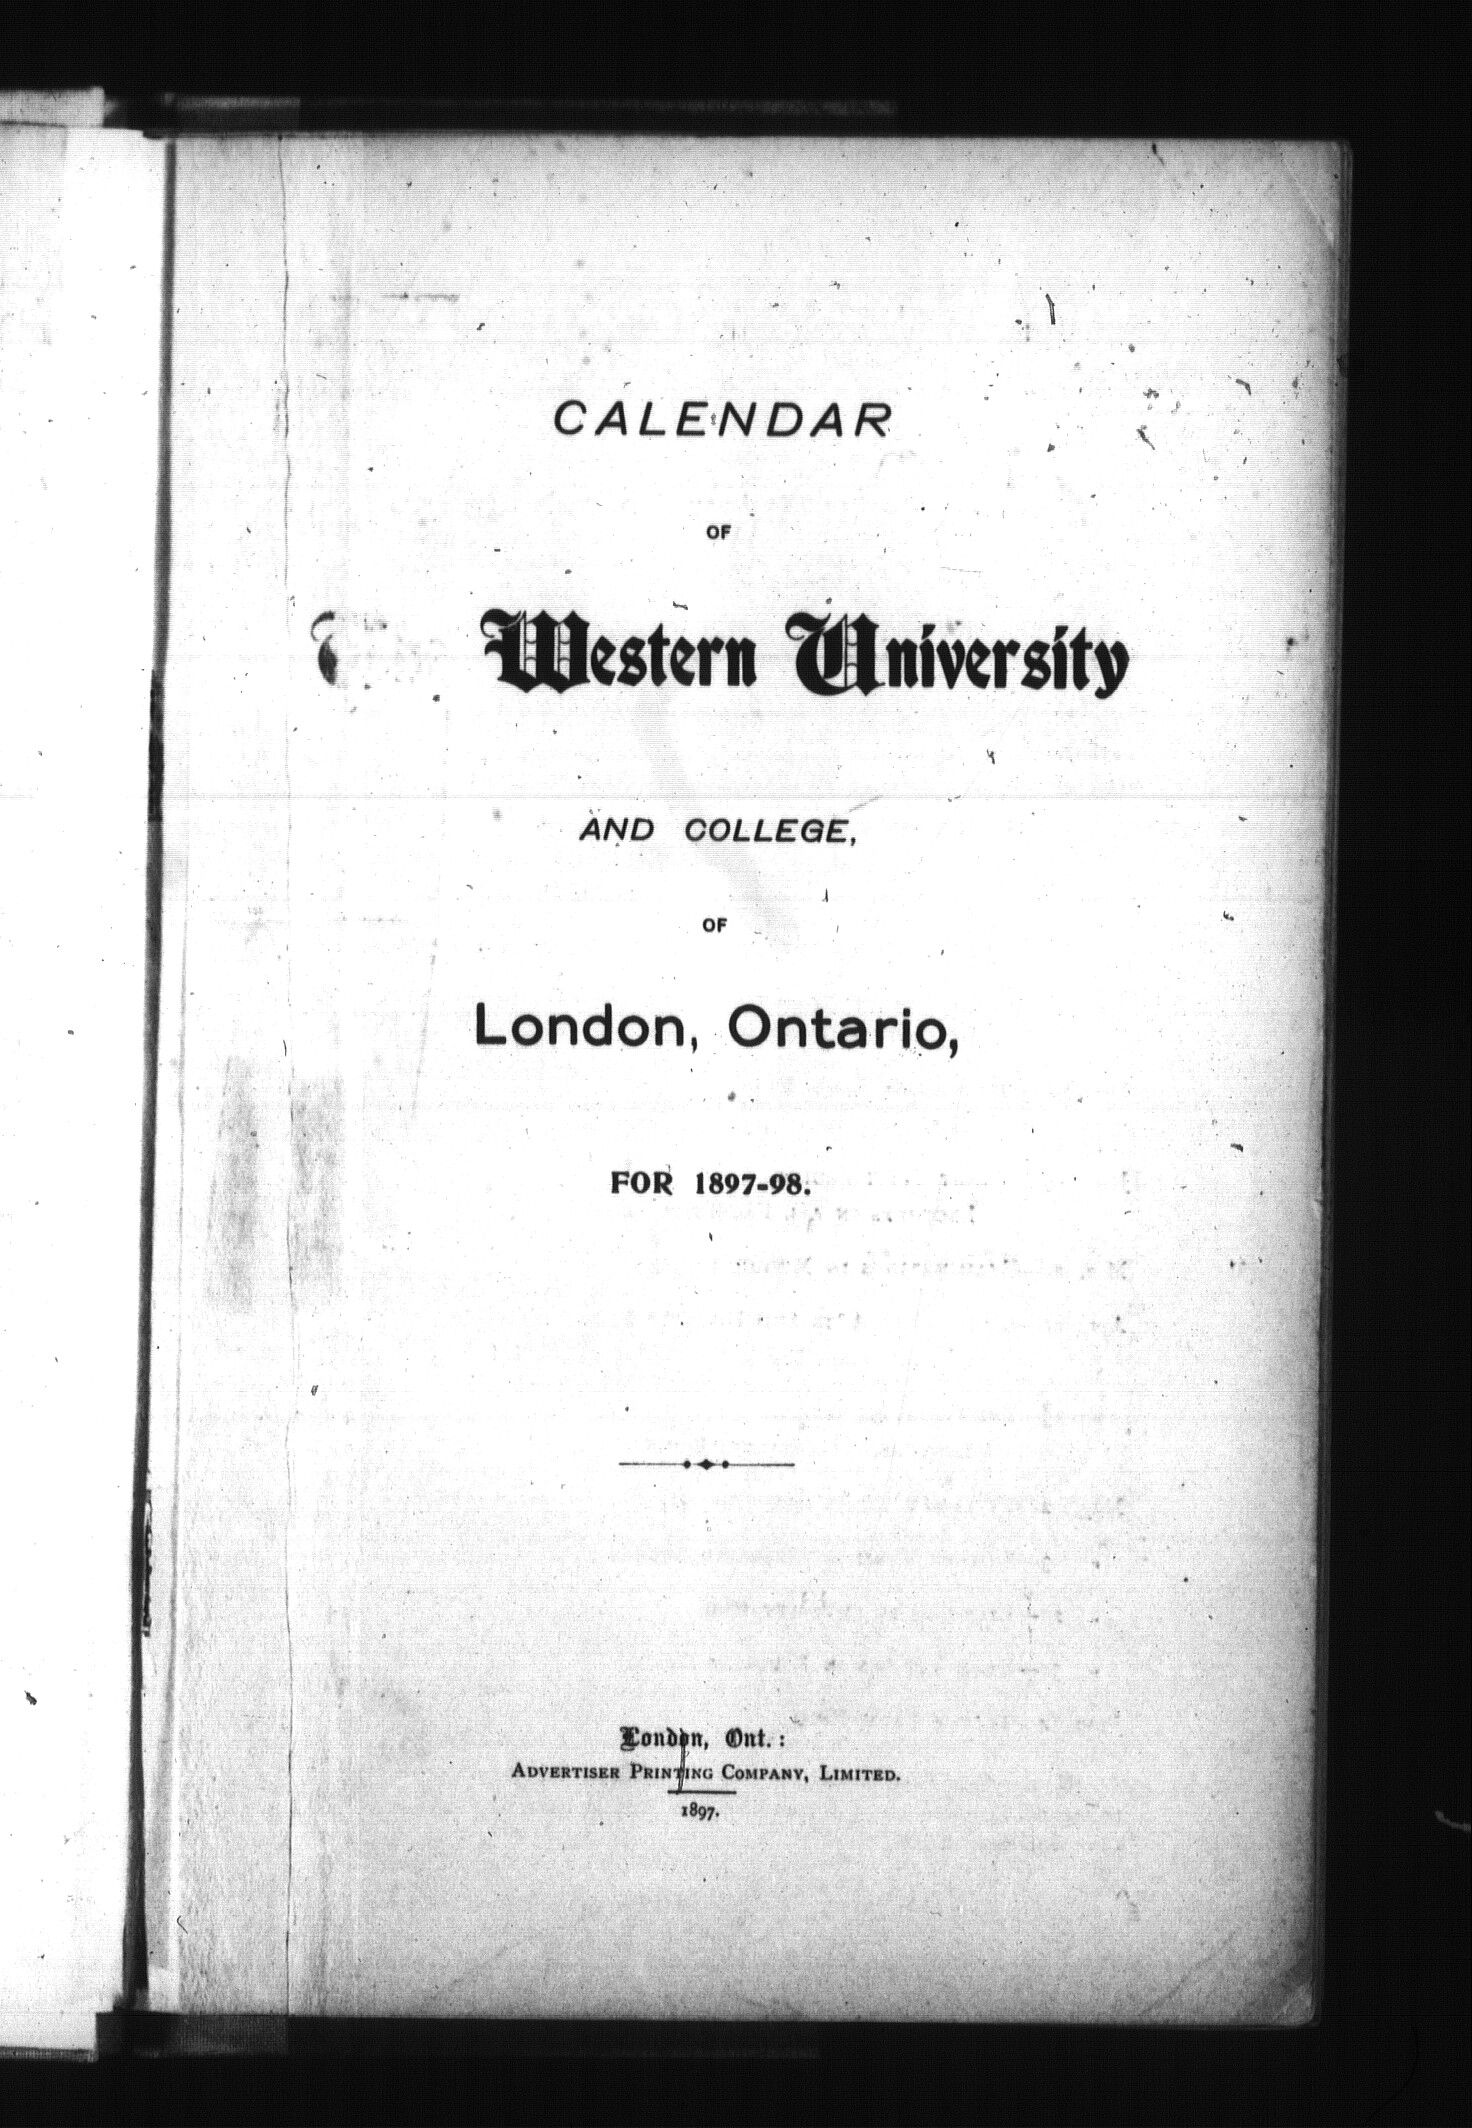 CALENDAR
OF
Western University
AND COLLEGE,
OF
London, Ontario,
FOR 1897-98.
London, Ont.:
ADVERTISER PRINTING COMPANY, LIMITED.
1897.